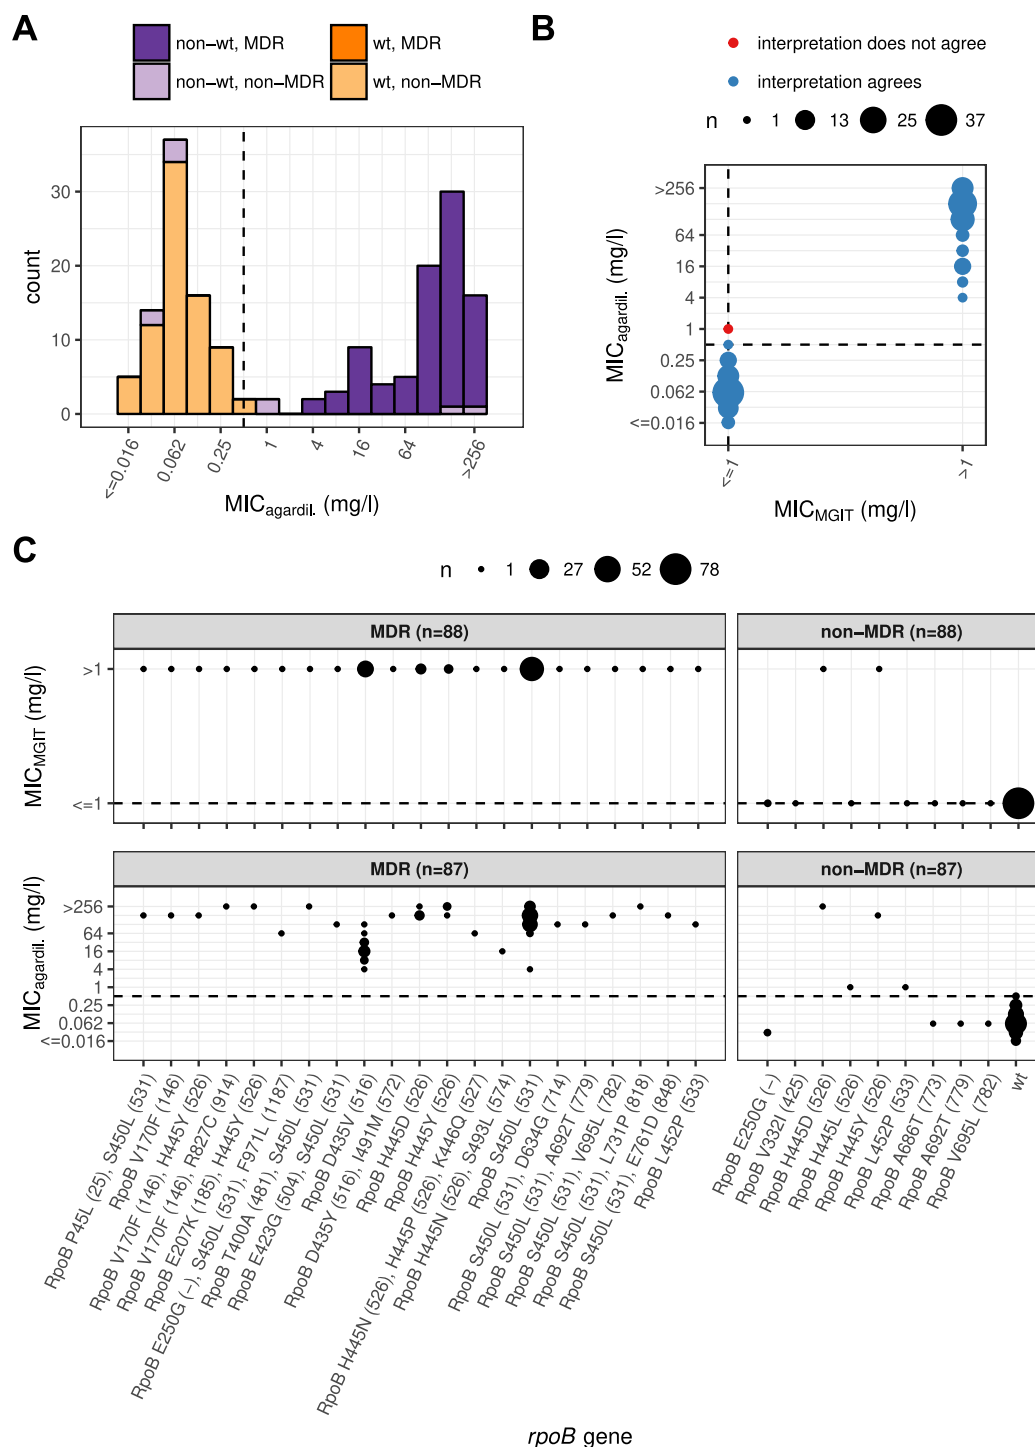 A
non−wt, MDR
wt, MDR
non−wt, non−MDR
wt, non−MDR
count
30
20
10
0
<=0.016
0.062
0.25
1
4
16
64
>256
MICagardil. (mg/l)
B
interpretation does not agree
interpretation agrees
n 1 13 25 37
MICagardil. (mg/l)
>256
64
16
4
1
0.25
0.062
<=0.016
<=1
>1
MICMGIT (mg/l)
C
n 1 27 52 78
MDR (n=88)
non−MDR (n=88)
MICMGIT (mg/l)
>1
<=1
MDR (n=87)
non−MDR (n=87)
MICagardil. (mg/l)
>256
64
16
4
1
0.25
0.062
<=0.016
RpoB P45L (25), S450L (531)
RpoB V170F (146)
RpoB V170F (146), H445Y (526)
RpoB V170F (146), R827C (914)
RpoB E207K (185), H445Y (526)
RpoB E250G (−), S450L (531), F971L (1187)
RpoB T400A (481), S450L (531)
RpoB E423G (504), S450L (531)
RpoB D435V (516)
RpoB D435Y (516), I491M (572)
RpoB H445D (526)
RpoB H445Y (526)
RpoB H445N (526), H445P (526), K446Q (527)
RpoB H445N (526), S493L (574)
RpoB S450L (531)
RpoB S450L (531), D634G (714)
RpoB S450L (531), A692T (779)
RpoB S450L (531), V695L (782)
RpoB S450L (531), L731P (818)
RpoB S450L (531), E761D (848)
RpoB L452P (533)
RpoB E250G (−)
RpoB V332I (425)
RpoB H445D (526)
RpoB H445L (526)
RpoB H445Y (526)
RpoB L452P (533)
RpoB A686T (773)
RpoB A692T (779)
RpoB V695L (782)
wt
rpoB gene